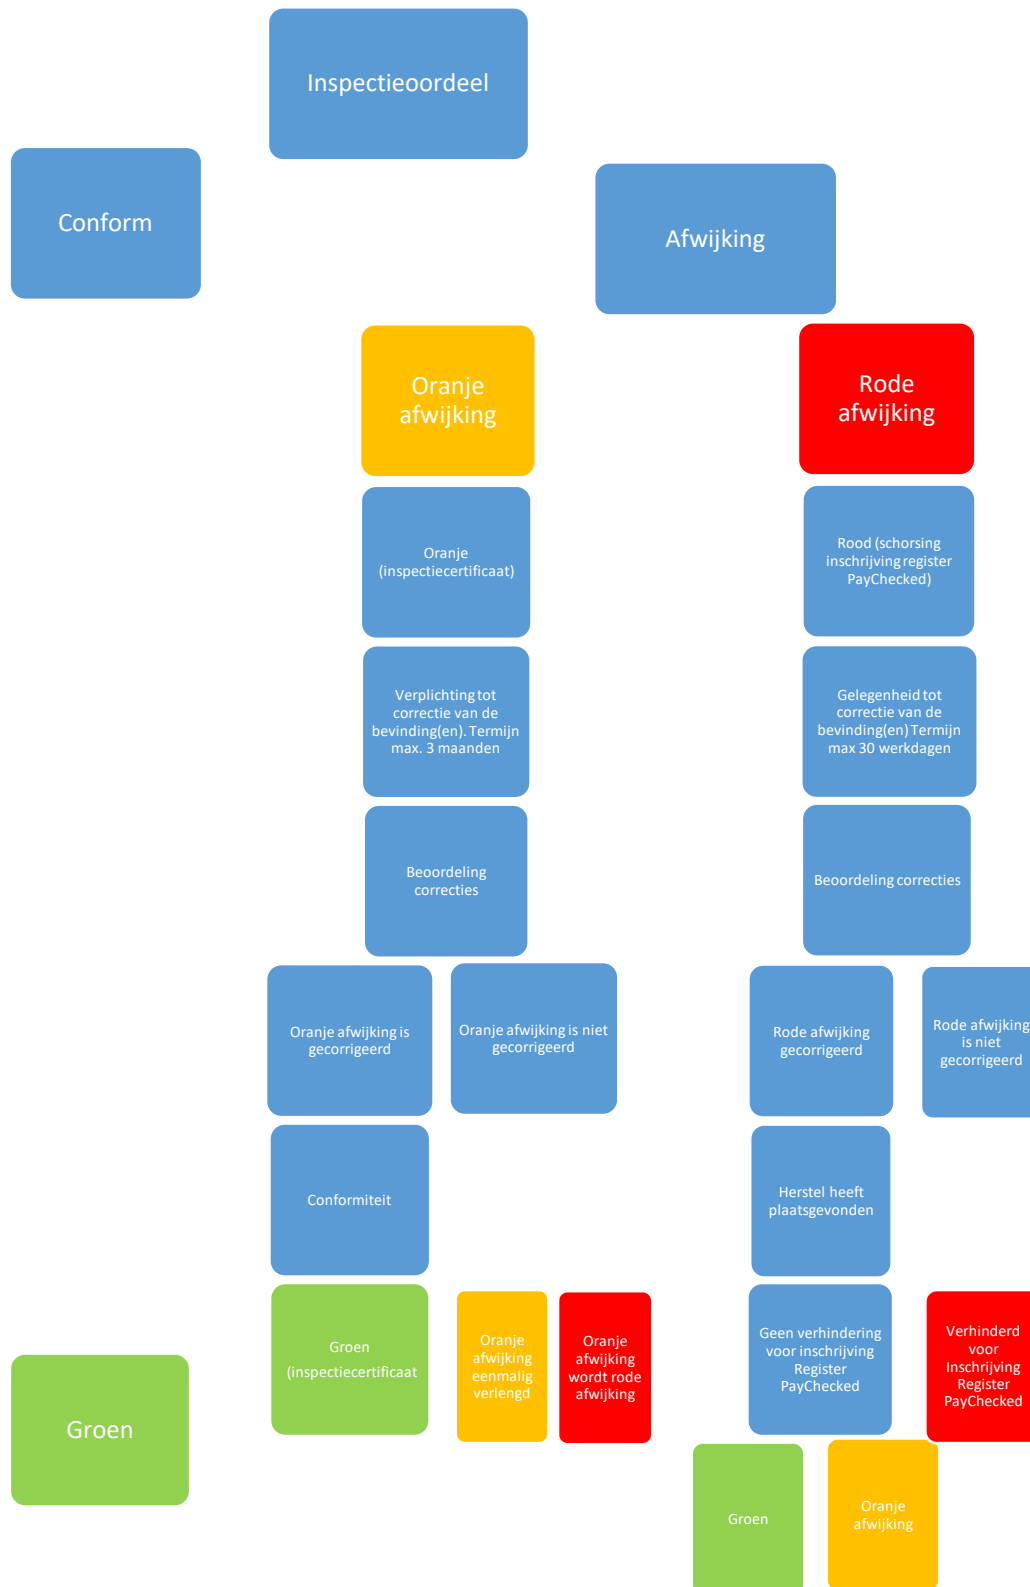 Inspectieoordeel
Conform
Afwijking
Oranje
afwijking
Rode
afwijking
Oranje
(inspectiecertificaat)
Rood (schorsing
inschrijving register
PayChecked)
Verplichting tot
correctie van de
bevinding(en). Termijn
max. 3 maanden
Gelegenheid tot
correctie van de
bevinding(en) Termijn
max 30 werkdagen
Beoordeling
correcties
Beoordeling correcties
Oranje afwijking is
gecorrigeerd
Oranje afwijking is niet
gecorrigeerd
Rode afwijking
gecorrigeerd
Rode afwijking
is niet
gecorrigeerd
Conformiteit
Herstel heeft
plaatsgevonden
Groen
(inspectiecertificaat
Oranje
afwijking
eenmalig
verlengd
Oranje
afwijking
wordt rode
afwijking
Geen verhindering
voor inschrijving
Register
PayChecked
Verhinderd
voor
Inschrijving
Register
PayChecked
Groen
Groen
Oranje
afwijking